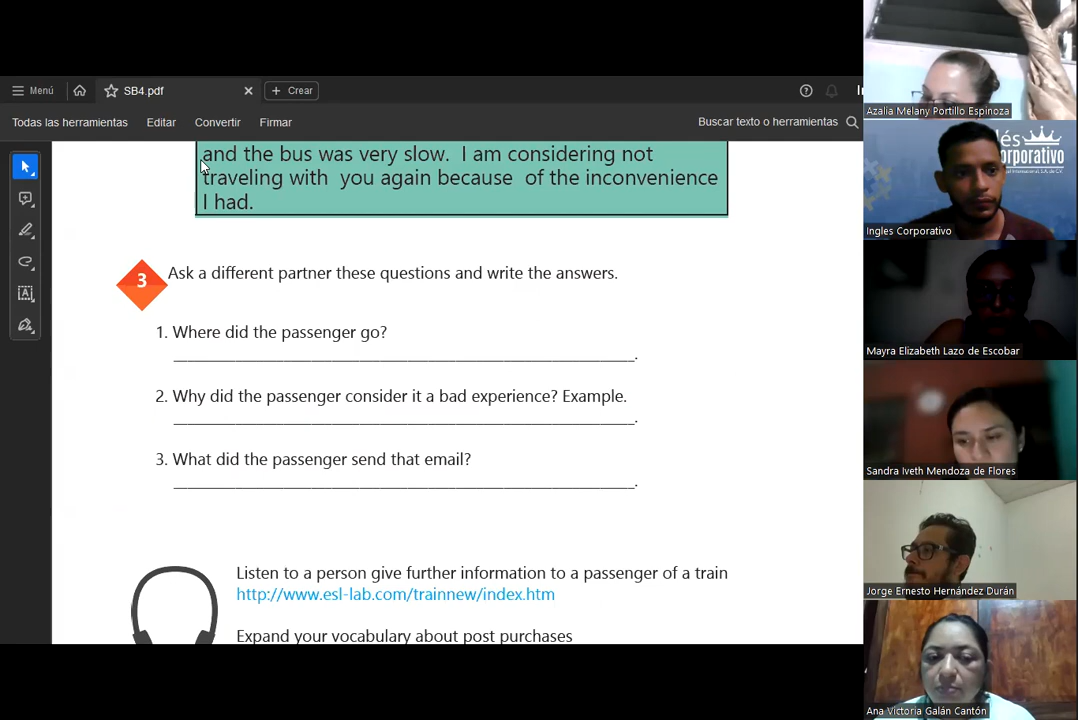 Menú
SB4.pdf
Crear
Todas las herramientas
Editar
Convertir
Firmar
Buscar texto o herramientas
and the bus was very slow. I am considering not
traveling with you again because of the inconvenience
I had.
3
Ask a different partner these questions and write the answers.
1. Where did the passenger go?
2. Why did the passenger consider it a bad experience? Example.
3. What did the passenger send that email?
Listen to a person give further information to a passenger of a train
http://www.esl-lab.com/trainnew/index.htm
Expand your vocabulary about post purchases
Azalia Melany Portillo Espinoza
Ingles Corporativo
Mayra Elizabeth Lazo de Escobar
Sandra Iveth Mendoza de Flores
Jorge Ernesto Hernández Durán
Ana Victoria Galán Cantón